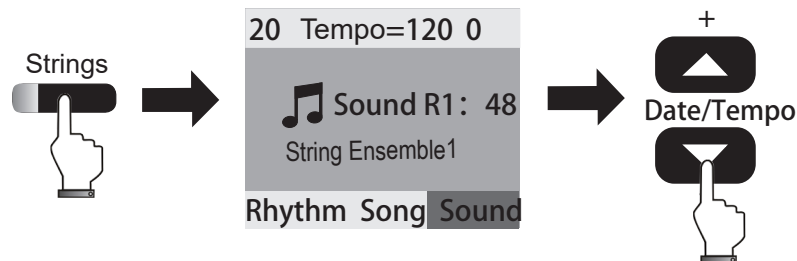 Strings
20 Tempo=120 0
Sound R1: 48
String Ensemble1
Rhythm Song Sound
+
Date/Tempo